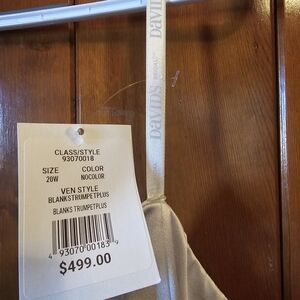 DAVID'S BRIDAL
DAVID'S
CLASS/STYLE
93070018
SIZE COLOR
20W NOCOLOR
VEN STYLE
BLANKSTRUMPETPLUS
BLANKS TRUMPETPLUS
4 93070 00183 9
$499.00